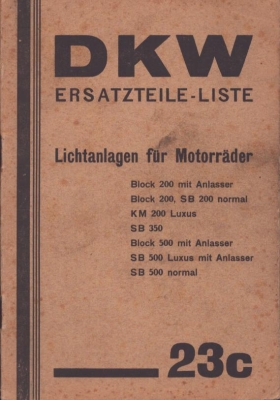 DKW
ERSATZTEILE-LISTE
Lichtanlagen für Motorräder
Block 200 mit Anlasser
Block 200, SB 200 normal
KM 200 Luxus
SB 350
Block 500 mit Anlasser
SB 500 Luxus mit Anlasser
SB 500 normal
23c